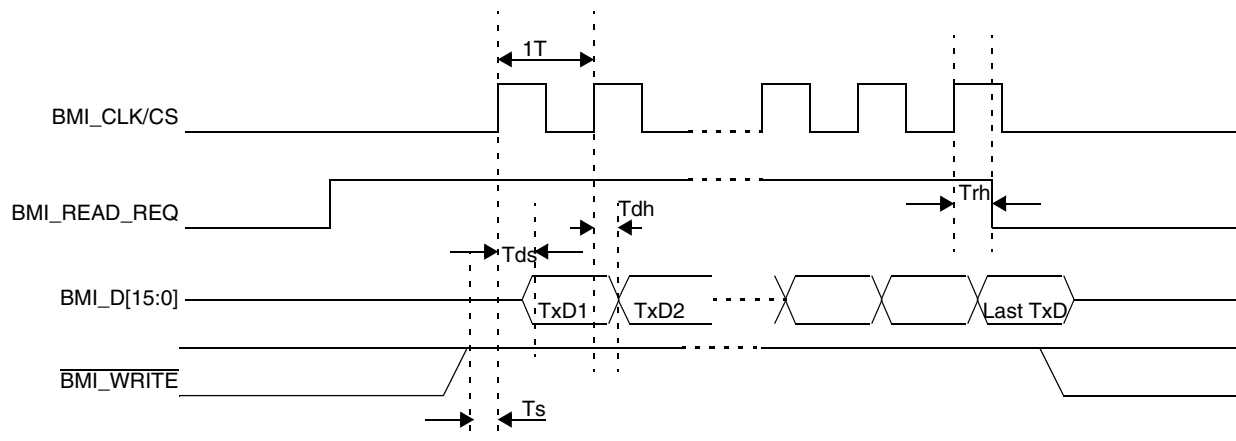 1T
BMI_CLK/CS
BMI_READ_REQ
Trh
Tdh
Tds
BMI_D[15:0]
TxD1
TxD2
Last TxD
BMI_WRITE
Ts